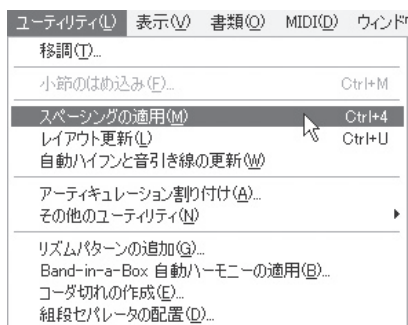 ユーティリティ(L) 表示(V) 書類(O) MIDI(D) ウィンド
移調(T)...
小節のはめ込み(F)... Ctrl+M
スペーシングの適用(M) Ctrl+4
レイアウト更新(L) Ctrl+U
自動ハイフンと音引き線の更新(W)
アーティキュレーション割り付け(A)...
その他のユーティリティ(N)
リズムパターンの追加(G)...
Band-in-a-Box 自動ハーモニーの適用(B)...
コーダ切れの作成(E)...
組段セパレータの配置(D)...